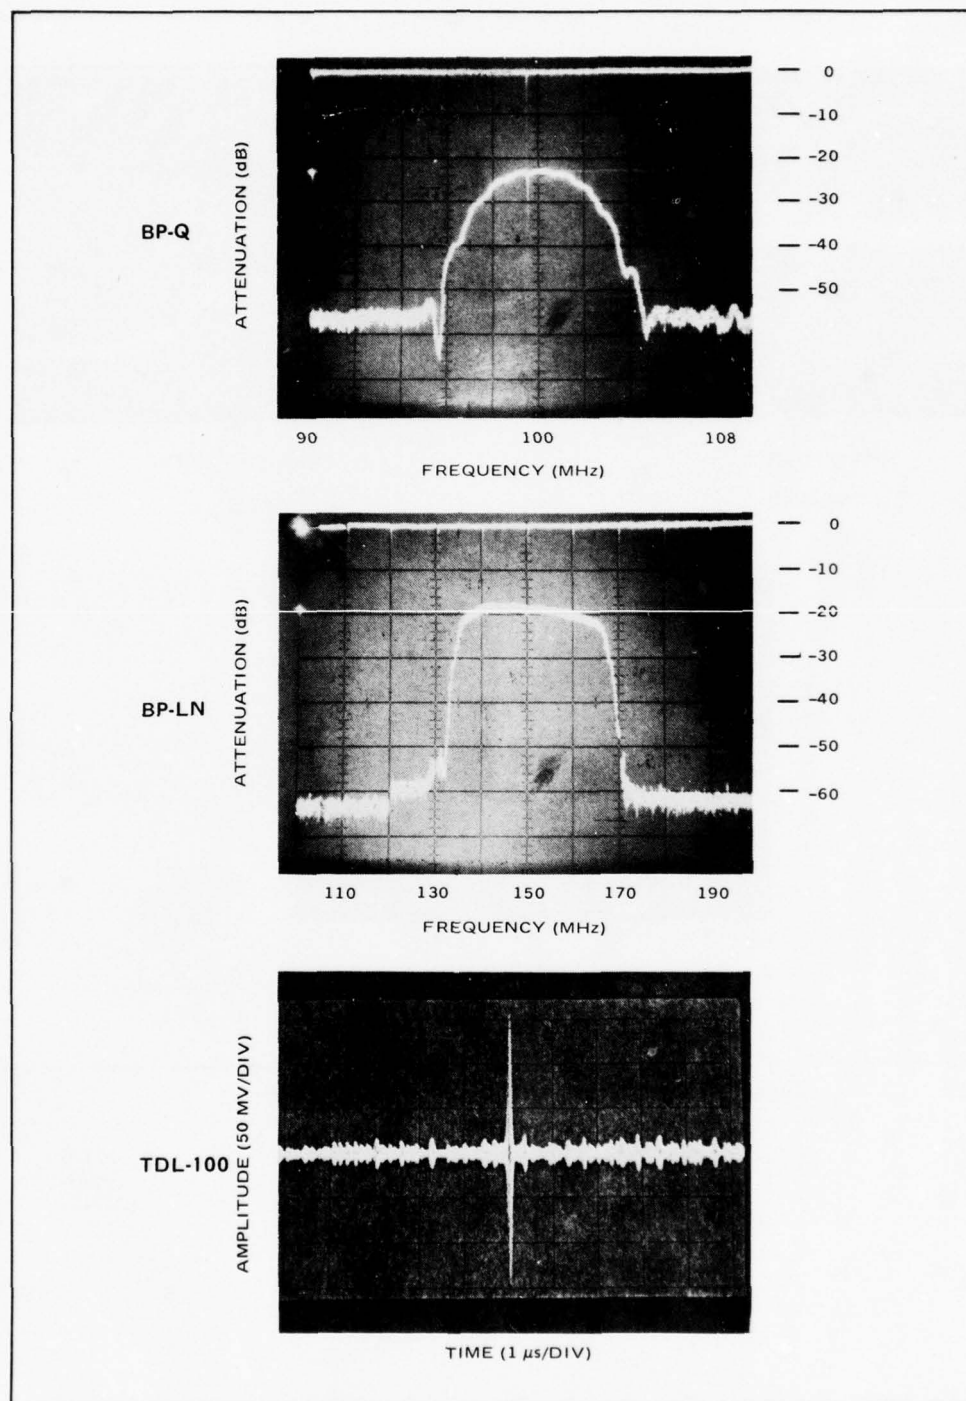 BP-Q
ATTENUATION (dB)
0
-10
-20
-30
-40
-50
90 100 108
FREQUENCY (MHz)
BP-LN
ATTENUATION (dB)
0
-10
-20
-30
-40
-50
-60
110 130 150 170 190
FREQUENCY (MHz)
TDL-100
AMPLITUDE (50 MV/DIV)
TIME (1 μs/DIV)